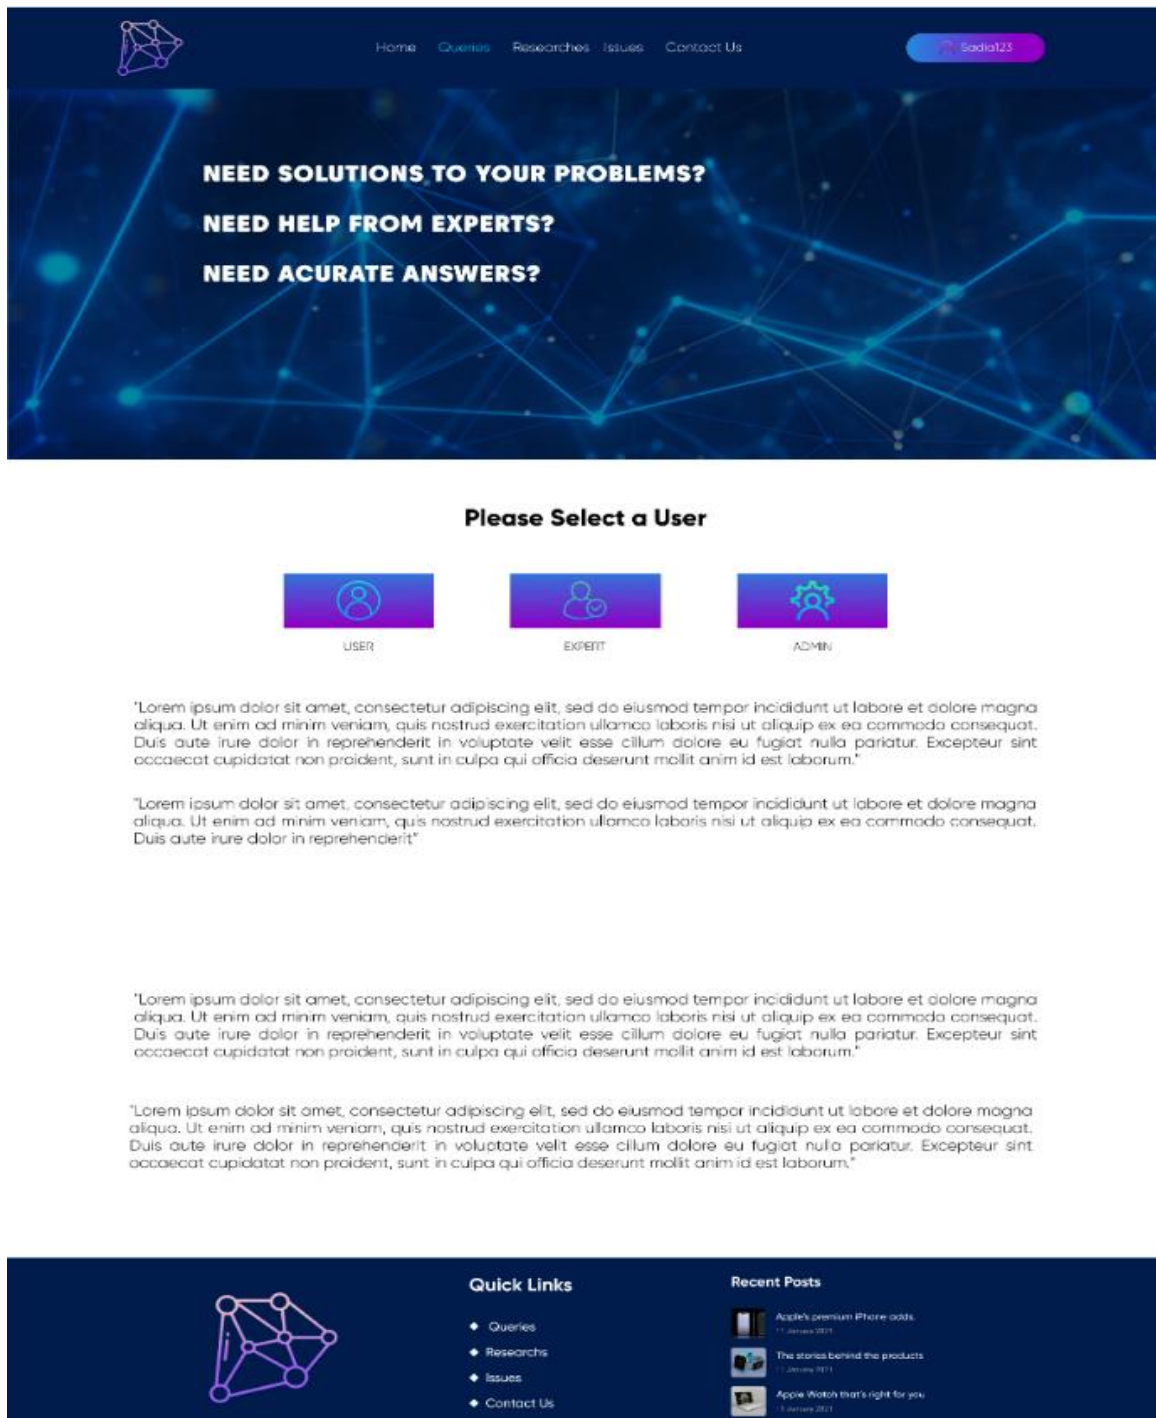 Home Queries Researches Issues Contact Us Sadia123
NEED SOLUTIONS TO YOUR PROBLEMS?
NEED HELP FROM EXPERTS?
NEED ACURATE ANSWERS?
Please Select a User
USER EXPERT ADMIN
"Lorem ipsum dolor sit amet, consectetur adipiscing elit, sed do eiusmod tempor incididunt ut labore et dolore magna
aliqua. Ut enim ad minim veniam, quis nostrud exercitation ullamco laboris nisi ut aliquip ex ea commodo consequat.
Duis aute irure dolor in reprehenderit in voluptate velit esse cillum dolore eu fugiat nulla pariatur. Excepteur sint
occaecat cupidatat non proident, sunt in culpa qui officia deserunt mollit anim id est laborum."
"Lorem ipsum dolor sit amet, consectetur adipiscing elit, sed do eiusmod tempor incididunt ut labore et dolore magna
aliqua. Ut enim ad minim veniam, quis nostrud exercitation ullamco laboris nisi ut aliquip ex ea commodo consequat.
Duis aute irure dolor in reprehenderit"
"Lorem ipsum dolor sit amet, consectetur adipiscing elit, sed do eiusmod tempor incididunt ut labore et dolore magna
aliqua. Ut enim ad minim veniam, quis nostrud exercitation ullamco laboris nisi ut aliquip ex ea commodo consequat.
Duis aute irure dolor in reprehenderit in voluptate velit esse cillum dolore eu fugiat nulla pariatur. Excepteur sint
occaecat cupidatat non proident, sunt in culpa qui officia deserunt mollit anim id est laborum."
"Lorem ipsum dolor sit amet, consectetur adipiscing elit, sed do eiusmod tempor incididunt ut labore et dolore magna
aliqua. Ut enim ad minim veniam, quis nostrud exercitation ullamco laboris nisi ut aliquip ex ea commodo consequat.
Duis aute irure dolor in reprehenderit in voluptate velit esse cillum dolore eu fugiat nulla pariatur. Excepteur sint
occaecat cupidatat non proident, sunt in culpa qui officia deserunt mollit anim id est laborum."
Quick Links
Queries
Researchs
Issues
Contact Us
Recent Posts
Apple's premium iPhone adds.
11 January 2021
The stories behind the products
11 January 2021
Apple Watch that's right for you
January 2021